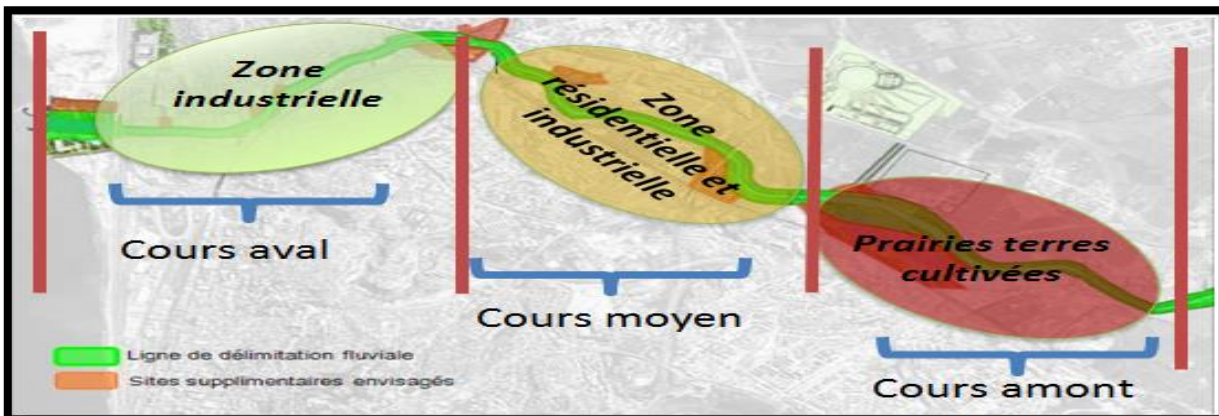 Zone
industrielle
Zone
résidentielle et
industrielle
Prairies terres
cultivées
Cours aval
Cours moyen
Cours amont
Ligne de délimitation fluviale
Sites supplimentaires envisagés